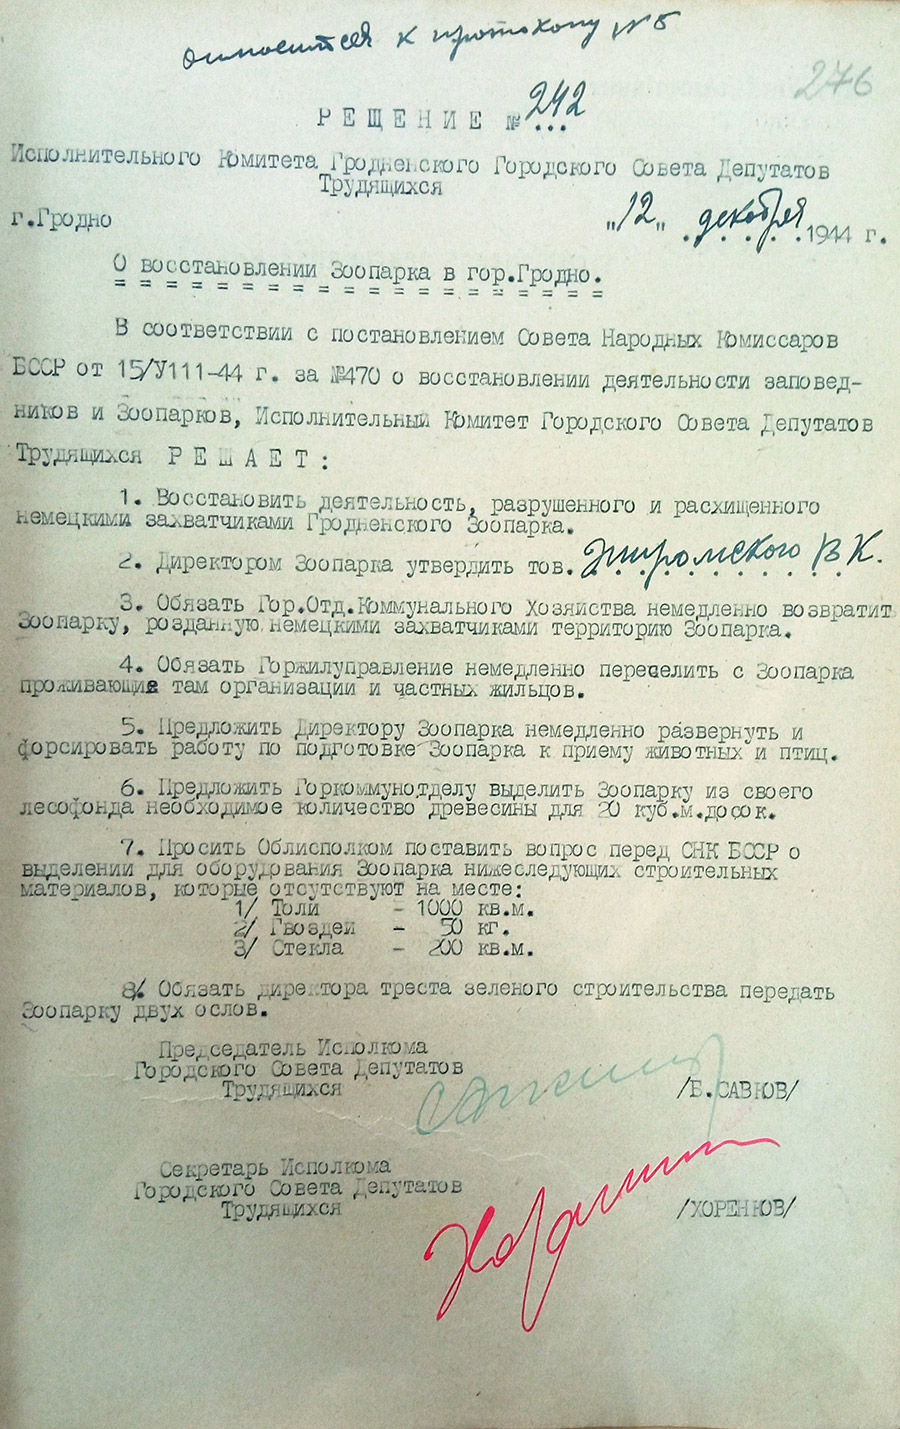 относится к протоколу №5
276
РЕШЕНИЕ № 242
Исполнительного Комитета Гродненского Городского Совета Депутатов
Трудящихся
г.Гродно „12„ декабря 1944 г.
О восстановлении Зоопарка в гор.Гродно.
В соответствии с постановлением Совета Народных Комиссаров
БССР от 15/У111-44 г. за №470 о восстановлении деятельности заповед-
ников и Зоопарков, Исполнительный Комитет Городского Совета Депутатов
Трудящихся РЕШАЕТ:
1. Восстановить деятельность, разрушенного и расхищенного
немецкими захватчиками Гродненского Зоопарка.
2. Директором Зоопарка утвердить тов. В К.
3. Обязать Гор.Отд.Коммунального Хозяйства немедленно возвратит
Зоопарку, розданную немецкими захватчиками территорию Зоопарка.
4. Обязать Горжилуправление немедленно переселить с Зоопарка
проживающие там организации и частных жильцов.
5. Предложить Директору Зоопарка немедленно развернуть и
форсировать работу по подготовке Зоопарка к приему животных и птиц.
6. Предложить Горкоммунотделу выделить Зоопарку из своего
лесофонда необходимое количество древесины для 20 куб.м.досок.
7. Просить Облисполком поставить вопрос перед СНК БССР о
выделении для оборудования Зоопарка нижеследующих строительных
материалов, которые отсутствуют на месте:
1/ Толи - 1000 кв.м.
2/ Гвоздей - 50 кг.
3/ Стекла - 200 кв.м.
8/. Обязать директора треста зеленого строительства передать
Зоопарку двух ослов.
Председатель Исполкома
Городского Совета Депутатов
Трудящихся /Б.САВКОВ/
Секретарь Исполкома
Городского Совета Депутатов
Трудящихся /ХОРЕНКОВ/